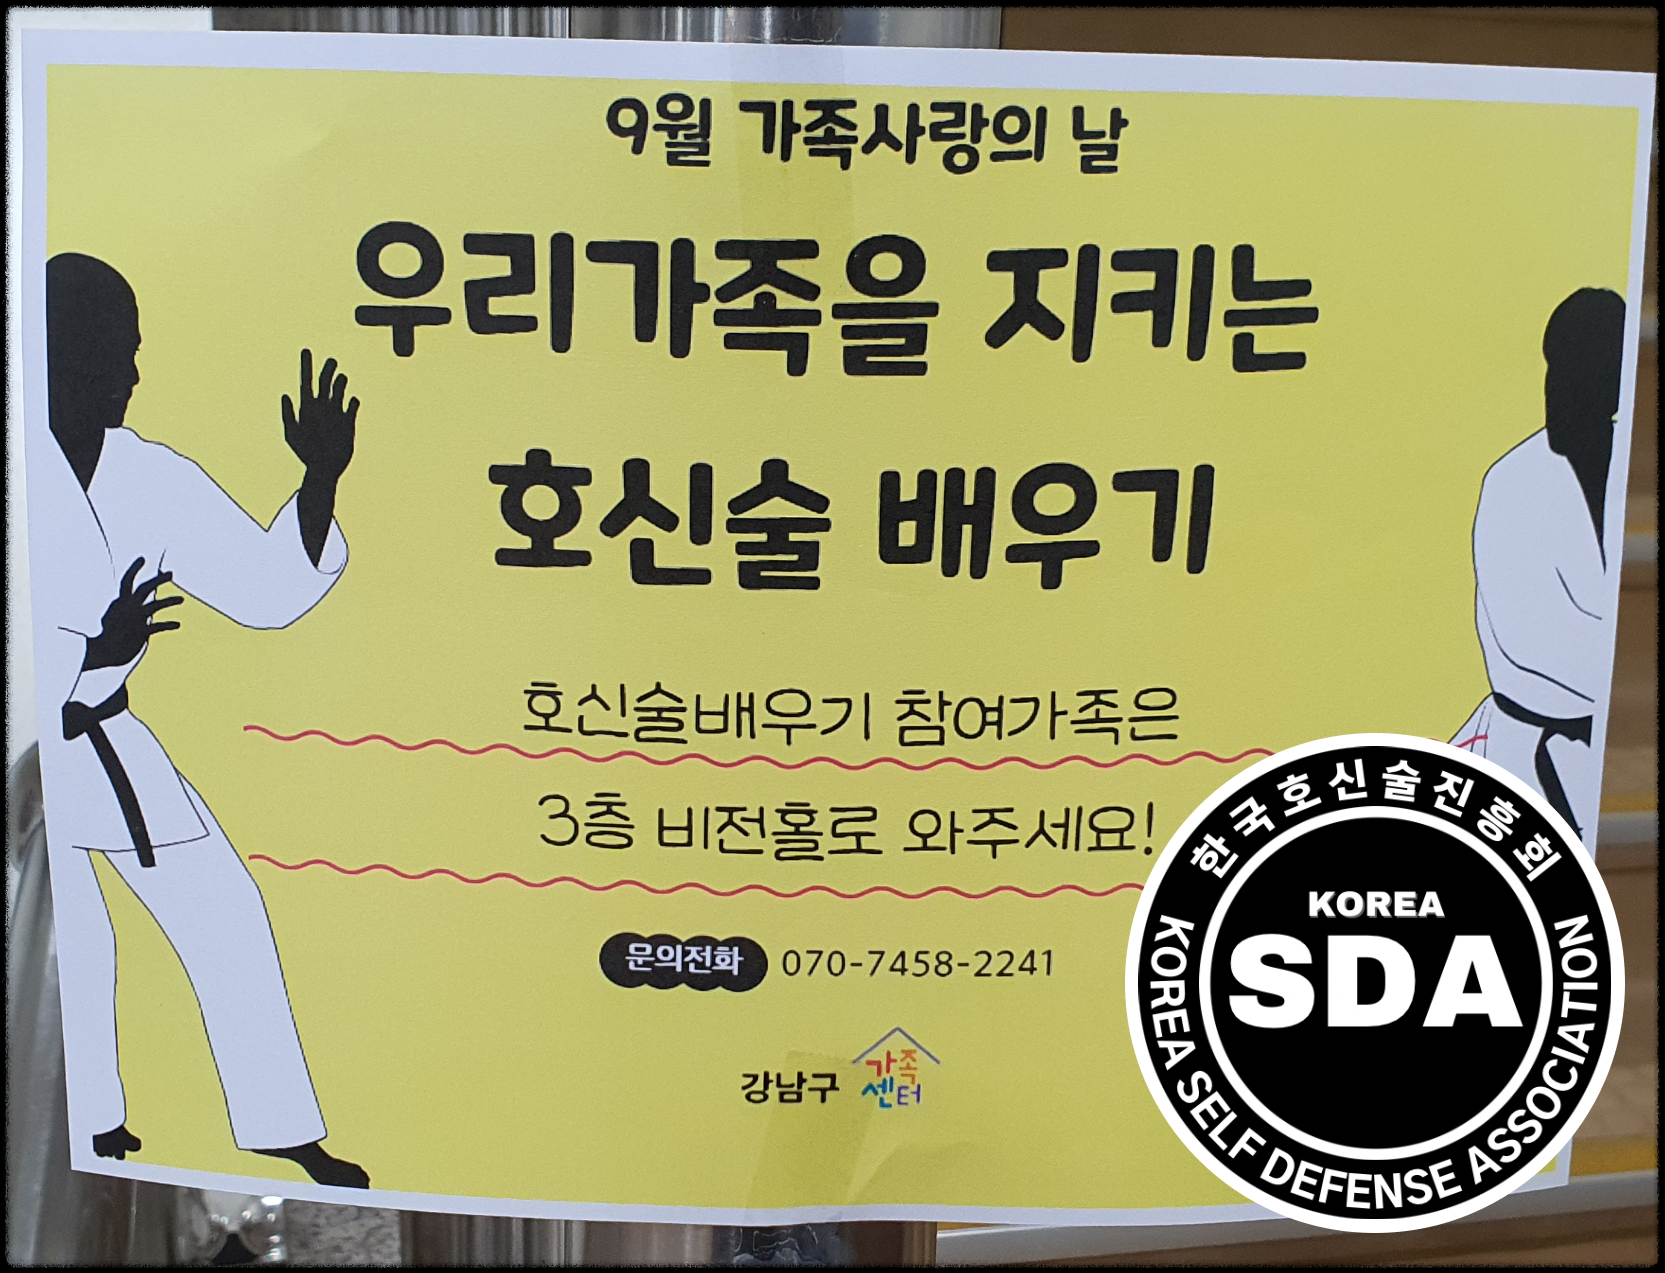 9월 가족사랑의 날
우리가족을 지키는
호신술 배우기
호신술배우기 참여가족은
3층 비전홀로 와주세요!
문의전화 070-7458-2241
강남구 가족센터
한국호신술진흥회
KOREA
SDA
KOREA SELF DEFENSE ASSOCIATION